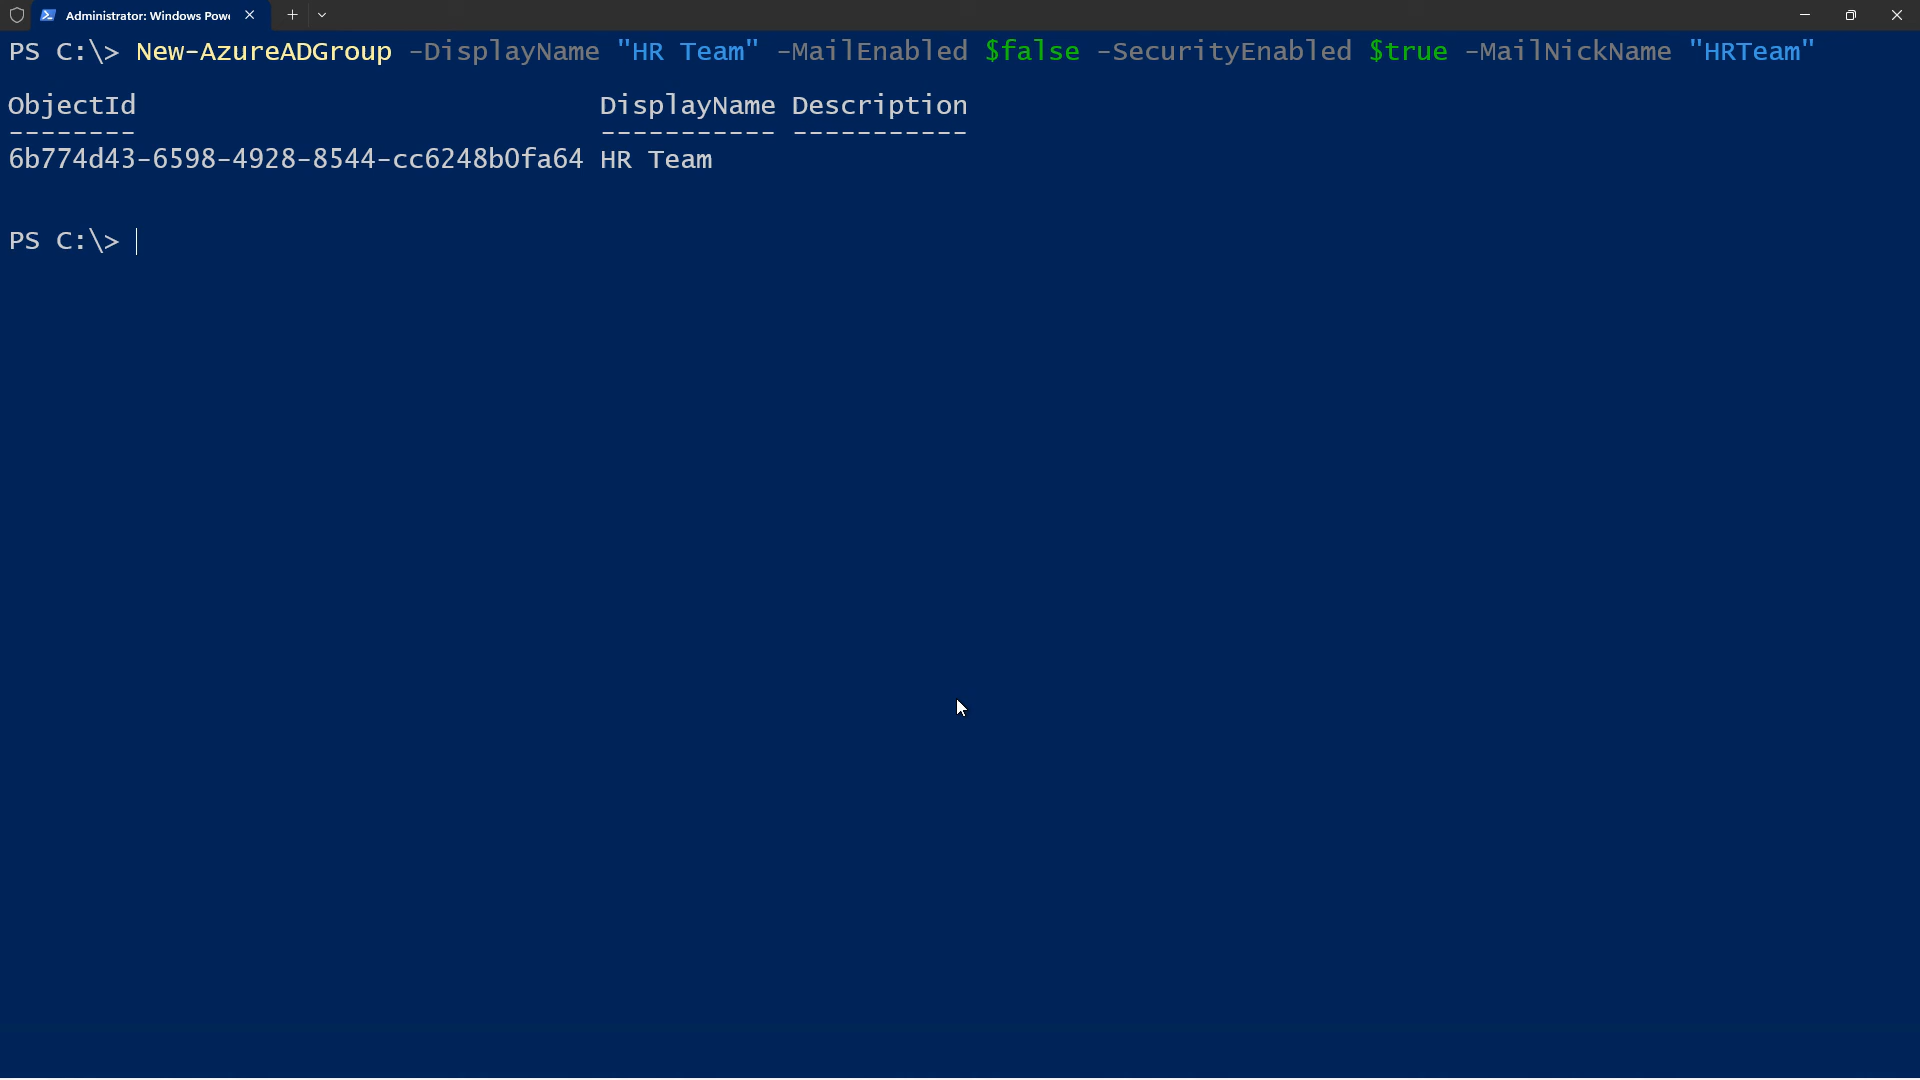 Administrator: Windows Powe
PS C:\> New-AzureADGroup -DisplayName "HR Team" -MailEnabled $false -SecurityEnabled $true -MailNickName "HRTeam"
ObjectId DisplayName Description
-------- ----------- -----------
6b774d43-6598-4928-8544-cc6248b0fa64 HR Team
PS C:\>